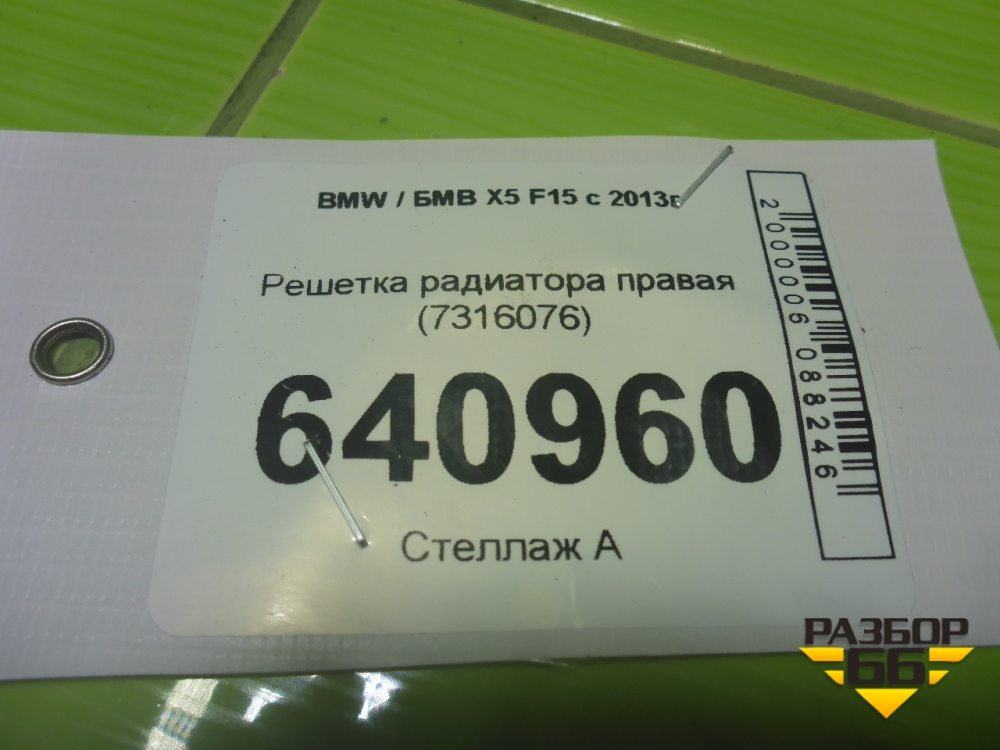 BMW / БМВ X5 F15 с 2013г
Решетка радиатора правая
(7316076)
640960
Стеллаж А
2000006088246
РАЗБОР
66